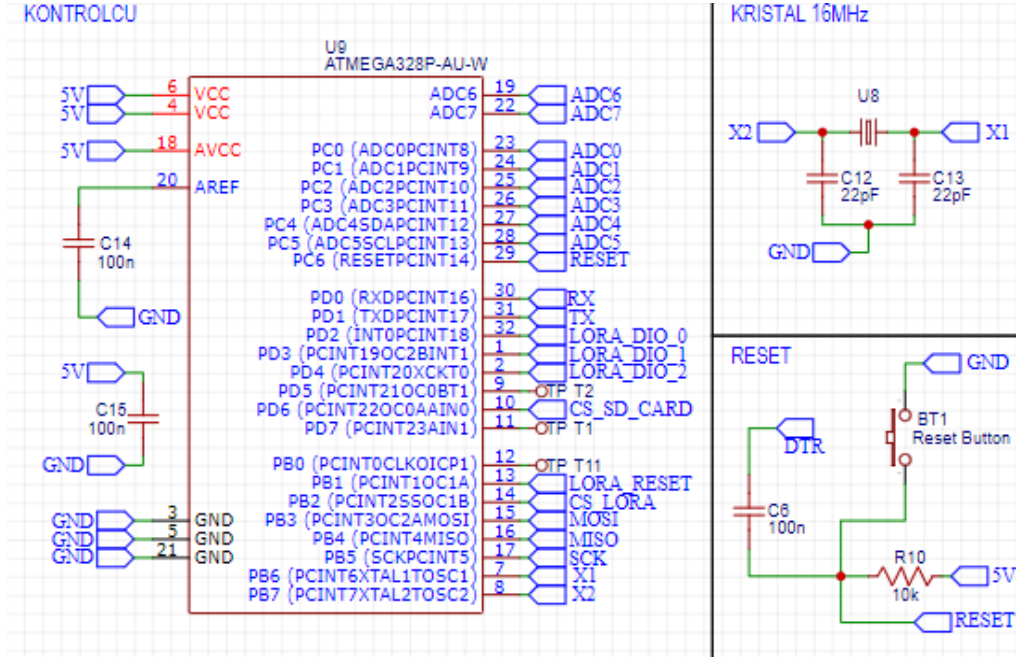 KONTROLCU
U9
ATMEGA328P-AU-W
5V 6 VCC
5V 4 VCC
5V 18 AVCC
20 AREF
C14
100n
GND
5V
C15
100n
GND
GND 3 GND
GND 5 GND
GND 21 GND
ADC6 19 ADC6
ADC7 22 ADC7
PC0 (ADC0PCINT8) 23 ADC0
PC1 (ADC1PCINT9) 24 ADC1
PC2 (ADC2PCINT10) 25 ADC2
PC3 (ADC3PCINT11) 26 ADC3
PC4 (ADC4SDAPCINT12) 27 ADC4
PC5 (ADC5SCLPCINT13) 28 ADC5
PC6 (RESETPCINT14) 29 RESET
PD0 (RXDPCINT16) 30 RX
PD1 (TXDPCINT17) 31 TX
PD2 (INT0PCINT18) 32 LORA_DIO_0
PD3 (PCINT19OC2BINT1) 1 LORA_DIO_1
PD4 (PCINT20XCKT0) 2 LORA_DIO_2
PD5 (PCINT21OC0BT1) 9 TP T2
PD6 (PCINT22OC0AAIN0) 10 CS_SD_CARD
PD7 (PCINT23AIN1) 11 TP T1
PB0 (PCINT0CLKOICP1) 12 TP T11
PB1 (PCINT1OC1A) 13 LORA_RESET
PB2 (PCINT2SSOC1B) 14 CS_LORA
PB3 (PCINT3OC2AMOSI) 15 MOSI
PB4 (PCINT4MISO) 16 MISO
PB5 (SCKPCINT5) 17 SCK
PB6 (PCINT6XTAL1TOSC1) 7 X1
PB7 (PCINT7XTAL2TOSC2) 8 X2
KRISTAL 16MHz
U8
X2 X1
C12 C13
22pF 22pF
GND
RESET
GND
BT1
Reset Button
DTR
C6
100n
R10
10k
5V
RESET